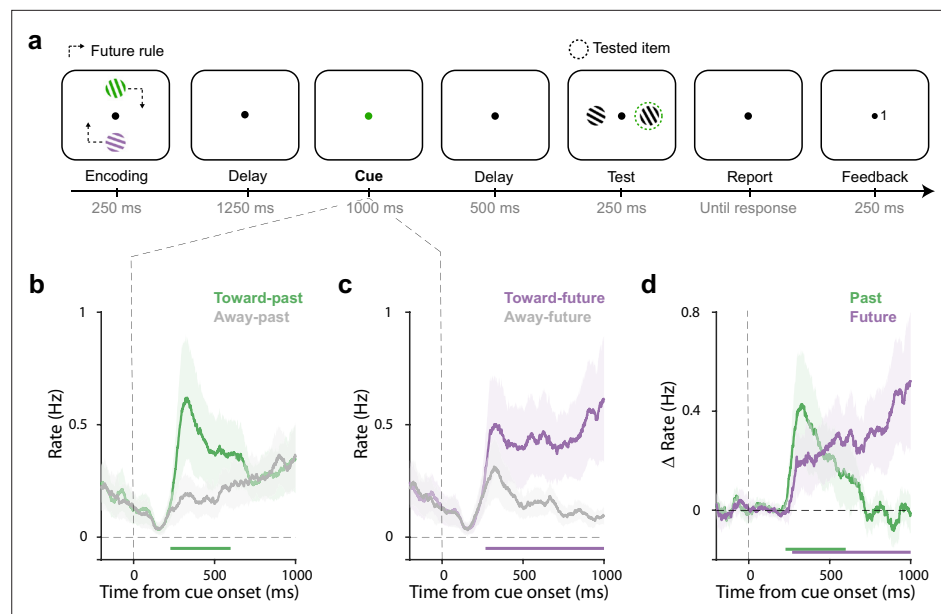 a
Future rule
Tested item
1
Encoding Delay Cue Delay Test Report Feedback
250 ms 1250 ms 1000 ms 500 ms 250 ms Until response 250 ms
b
Toward-past
Away-past
1
0.5
0
Rate (Hz)
0 500 1000
Time from cue onset (ms)
c
Toward-future
Away-future
1
0.5
0
Rate (Hz)
0 500 1000
Time from cue onset (ms)
d
Past
Future
0.8
0.4
0
Δ Rate (Hz)
0 500 1000
Time from cue onset (ms)